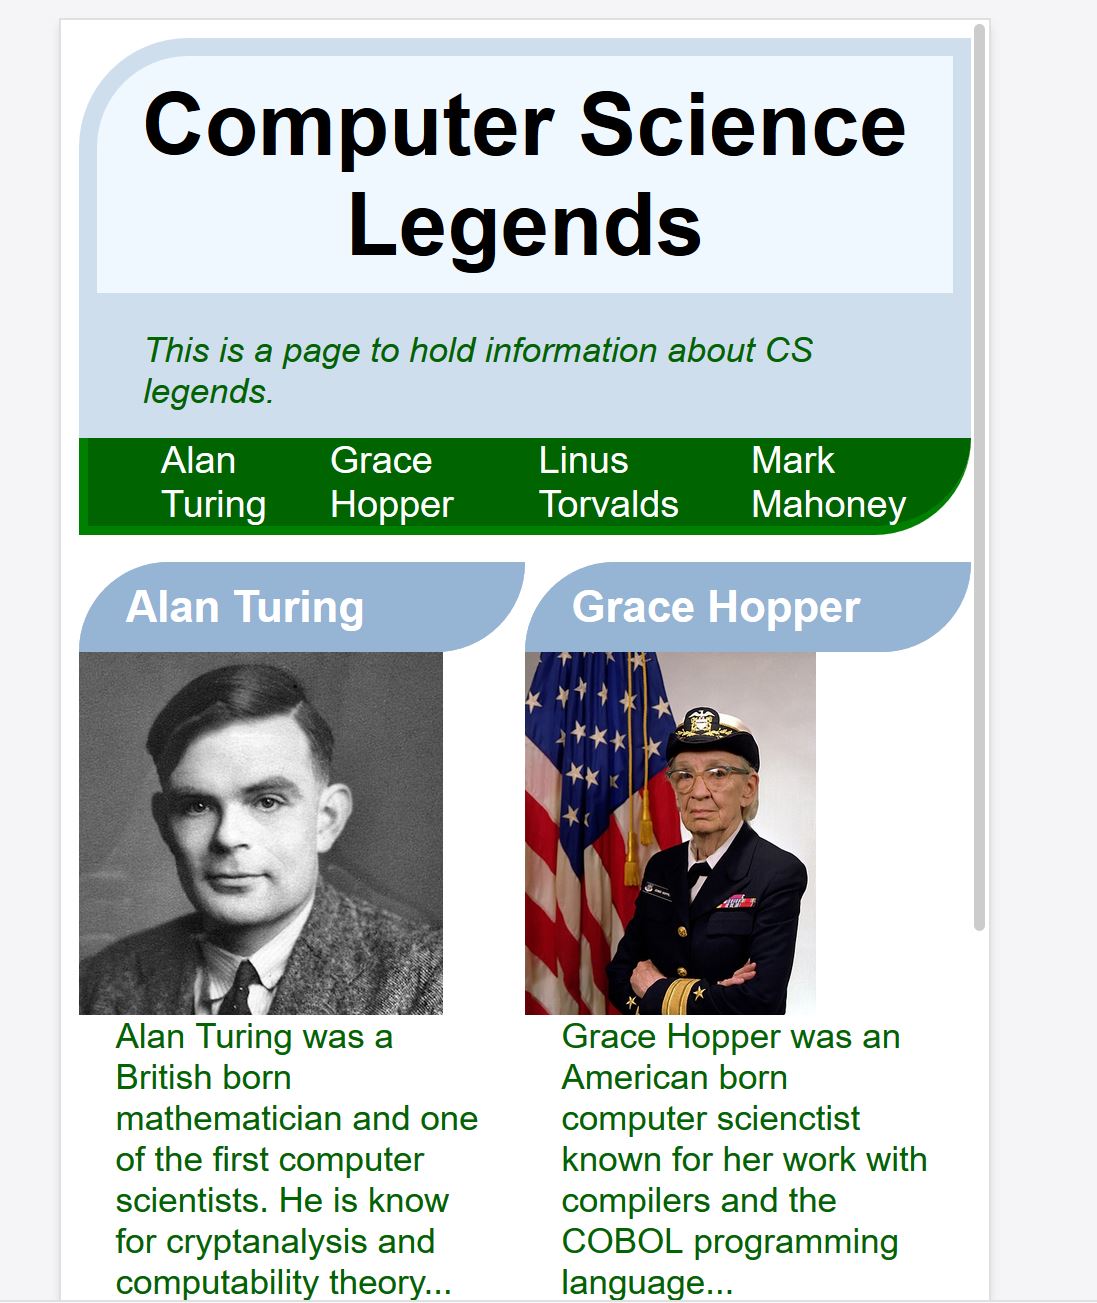 Computer Science
Legends
This is a page to hold information about CS
legends.
Alan
Turing
Grace
Hopper
Linus
Torvalds
Mark
Mahoney
Alan Turing
Grace Hopper
Alan Turing was a
British born
mathematician and one
of the first computer
scientists. He is know
for cryptanalysis and
computability theory...
Grace Hopper was an
American born
computer scienctist
known for her work with
compilers and the
COBOL programming
language...